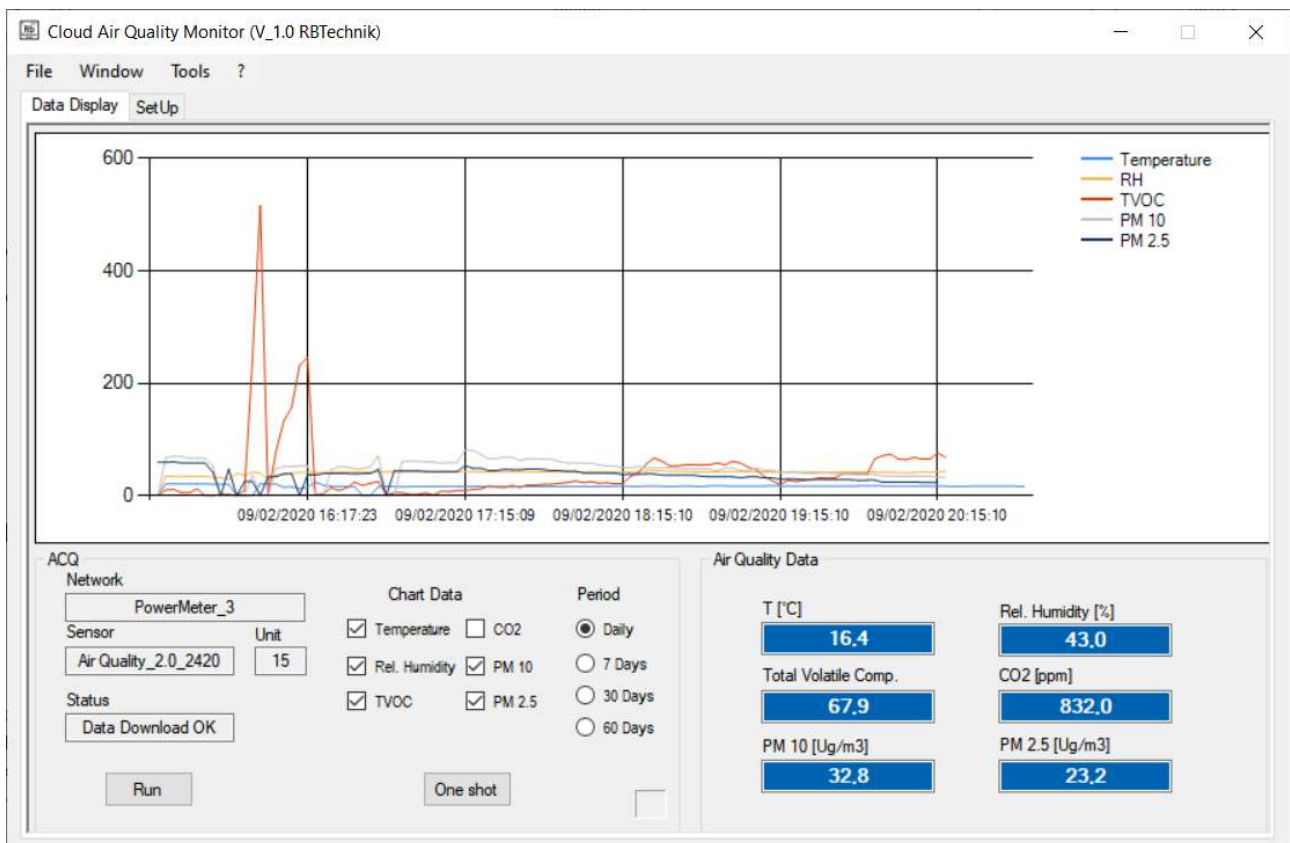 Cloud Air Quality Monitor (V_1.0 RBTechnik)
File Window Tools ?
Data Display SetUp
600
400
200
0
09/02/2020 16:17:23 09/02/2020 17:15:09 09/02/2020 18:15:10 09/02/2020 19:15:10 09/02/2020 20:15:10
Temperature
RH
TVOC
PM 10
PM 2.5
ACQ
Network
PowerMeter_3
Sensor Unit
Air Quality_2.0_2420 15
Status
Data Download OK
Chart Data
Temperature CO2
Rel. Humidity PM 10
TVOC PM 2.5
Period
Daily
7 Days
30 Days
60 Days
Run One shot
Air Quality Data
T [°C] Rel. Humidity [%]
16,4 43,0
Total Volatile Comp. CO2 [ppm]
67,9 832,0
PM 10 [Ug/m3] PM 2.5 [Ug/m3]
32,8 23,2